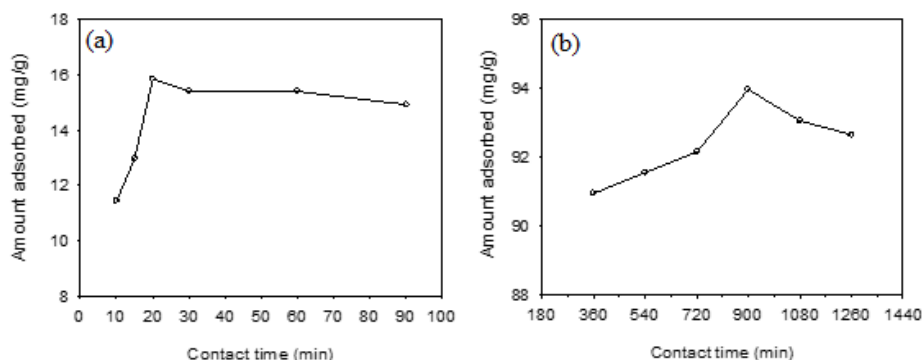 (a)
Amount adsorbed (mg/g)
18
16
14
12
10
8
0 10 20 30 40 50 60 70 80 90 100
Contact time (min)
(b)
Amount adsorbed (mg/g)
96
94
92
90
88
180 360 540 720 900 1080 1260 1440
Contact time (min)